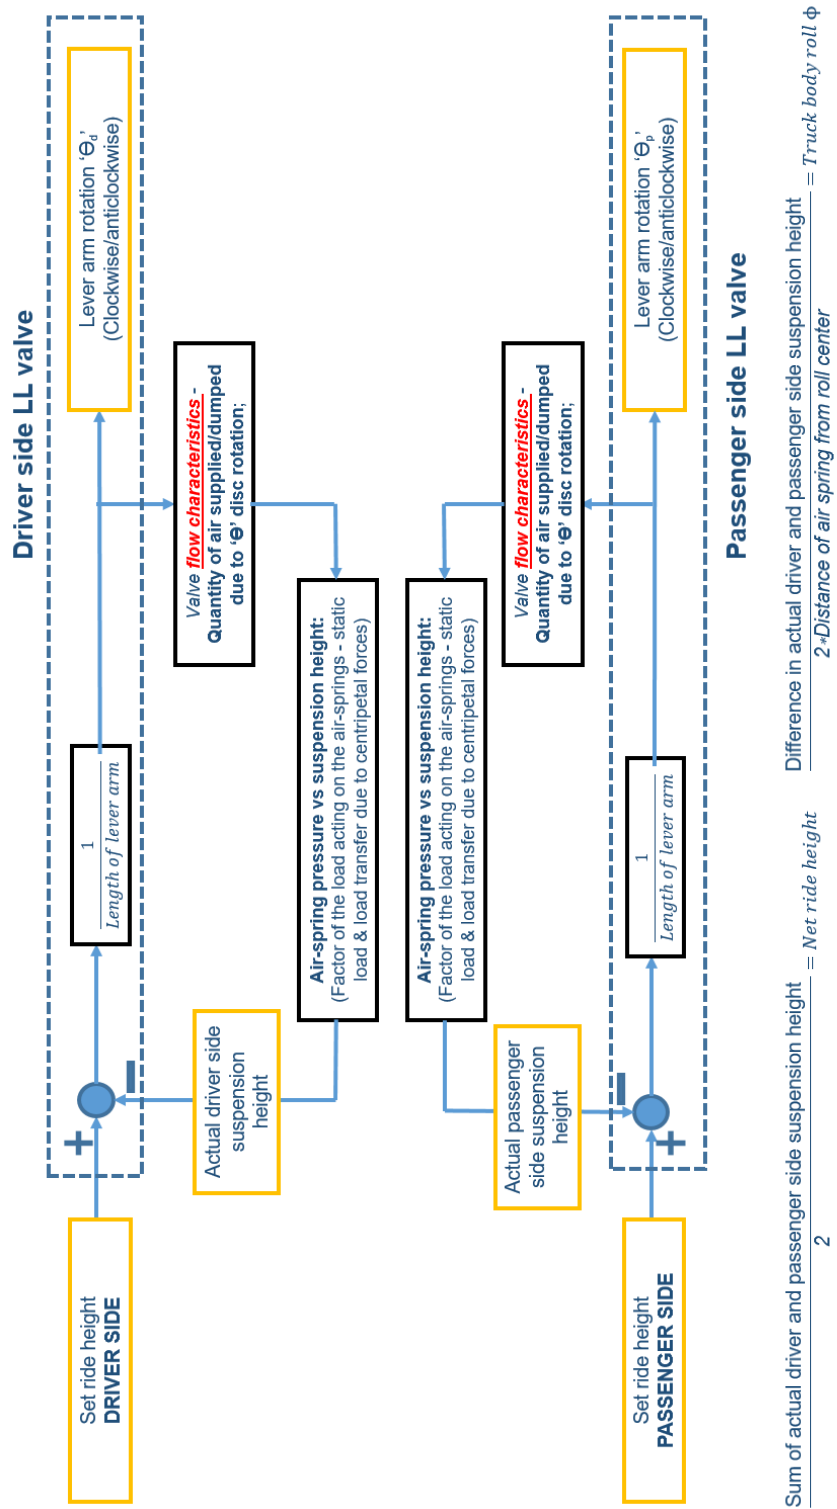 Driver side LL valve
Set ride height
DRIVER SIDE
+
−
1
Length of lever arm
Lever arm rotation ‘Ɵd’
(Clockwise/anticlockwise)
Actual driver side
suspension
height
Valve flow characteristics -
Quantity of air supplied/dumped
due to ‘Ɵ’ disc rotation;
Air-spring pressure vs suspension height:
(Factor of the load acting on the air-springs - static
load & load transfer due to centripetal forces)
Air-spring pressure vs suspension height:
(Factor of the load acting on the air-springs - static
load & load transfer due to centripetal forces)
Actual passenger
side suspension
height
Valve flow characteristics -
Quantity of air supplied/dumped
due to ‘Ɵ’ disc rotation;
Set ride height
PASSENGER SIDE
+
−
1
Length of lever arm
Lever arm rotation ‘Ɵp’
(Clockwise/anticlockwise)
Passenger side LL valve
Sum of actual driver and passenger side suspension height
2
= Net ride height
Difference in actual driver and passenger side suspension height
2*Distance of air spring from roll center
= Truck body roll ϕ